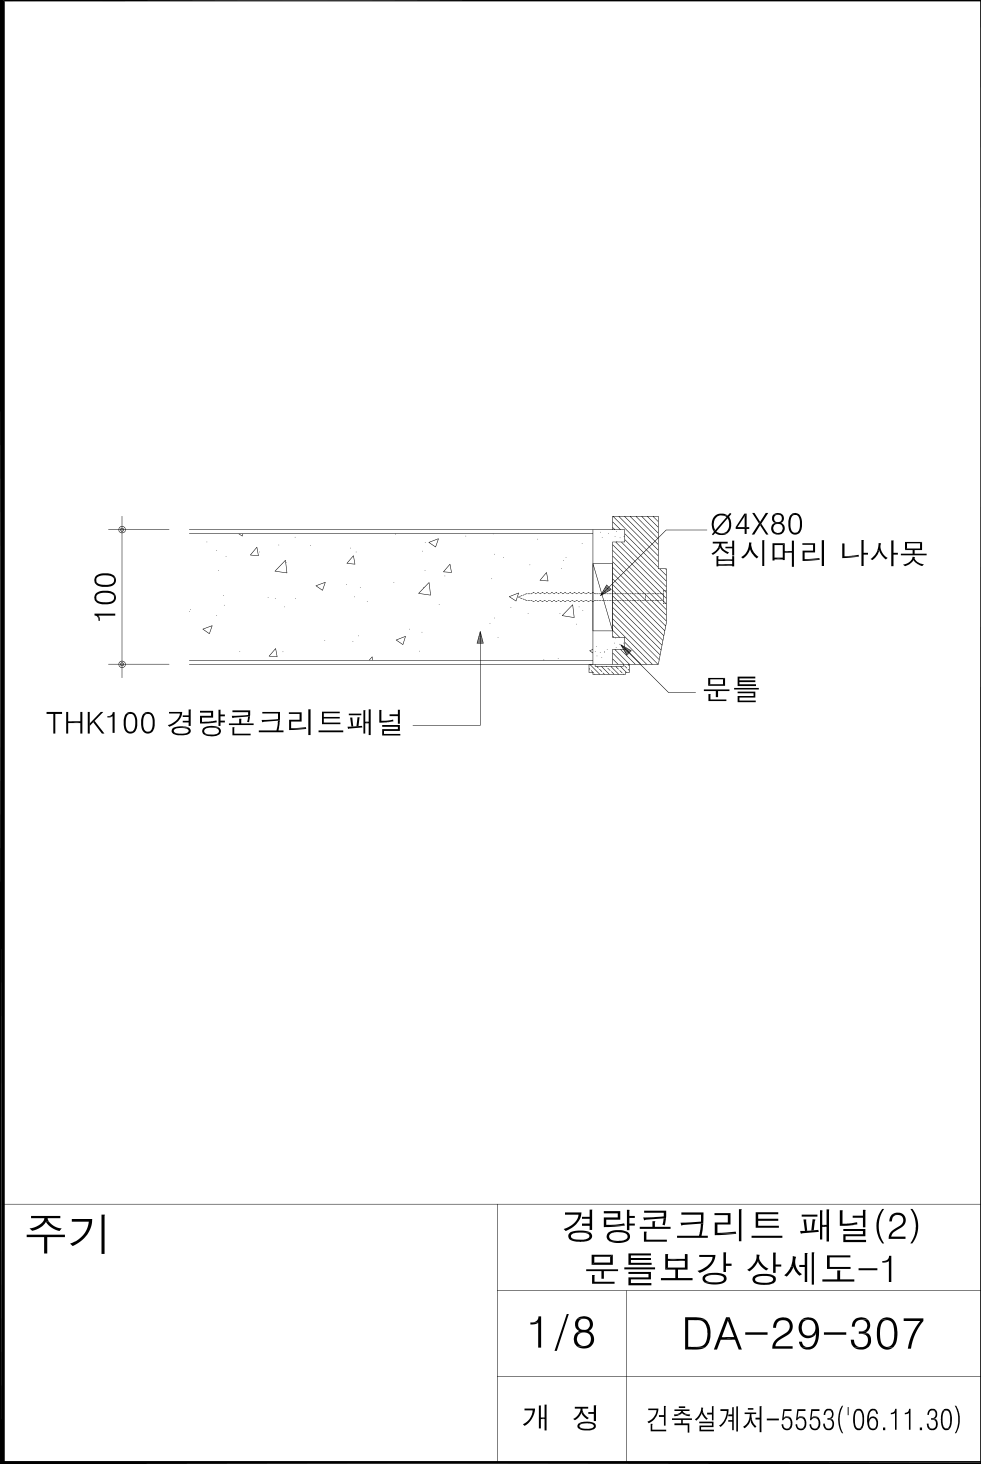 Ø4X80
접시머리 나사못
100
문틀
THK100 경량콘크리트패널
주기
경량콘크리트 패널(2)
문틀보강 상세도-1
1/8
DA-29-307
개 정
건축설계처-5553('06.11.30)